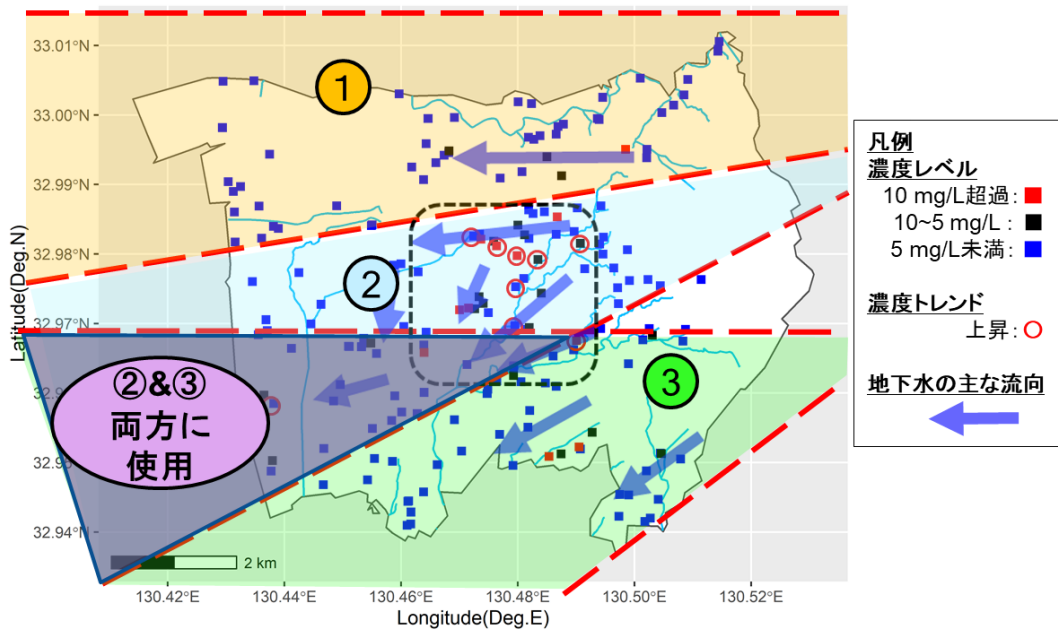 33.01°N
33.00°N
32.99°N
32.98°N
32.97°N
32.9
32.9
32.94°N
Latitude(Deg.N)
①
②
③
②&③
両方に
使用
2 km
130.42°E
130.44°E
130.46°E
130.48°E
130.50°E
130.52°E
Longitude(Deg.E)
凡例
濃度レベル
10 mg/L超過:
10~5 mg/L :
5 mg/L未満:
濃度トレンド
上昇:
地下水の主な流向